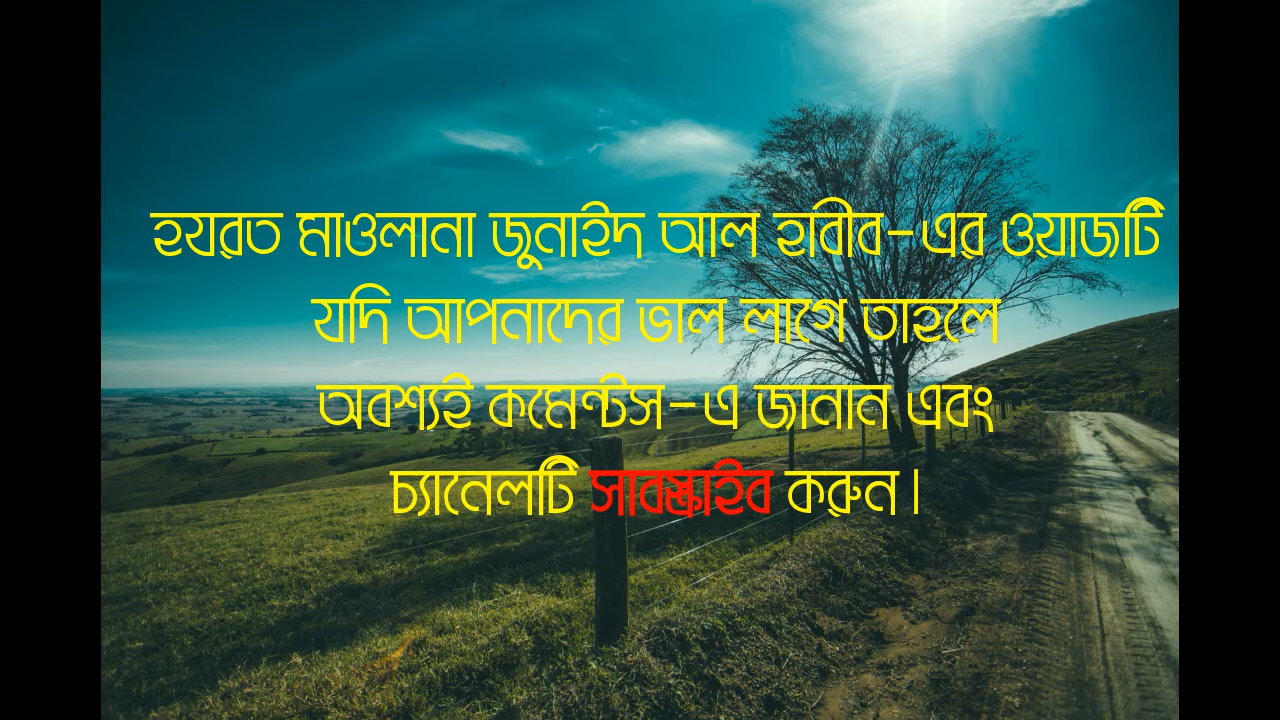 হযরত মাওলানা জুনাইদ আল হাবীব-এর ওয়াজটি
যদি আপনাদের ভাল লাগে তাহলে
অবশ্যই কমেন্টস-এ জানান এবং
চ্যানেলটি সাবস্ক্রাইব করুন।